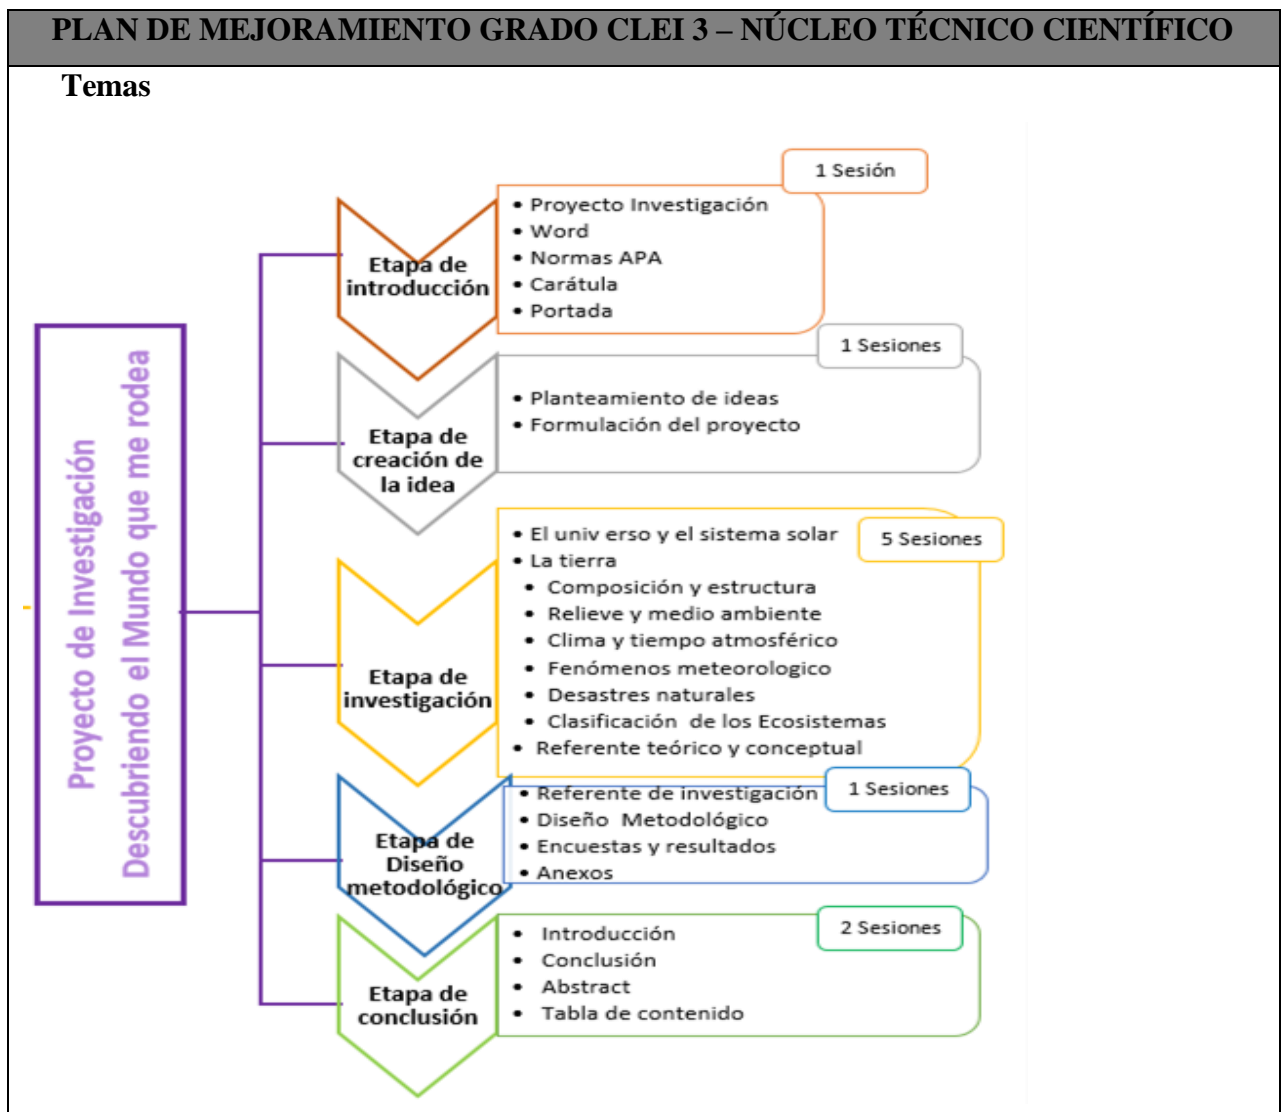 PLAN DE MEJORAMIENTO GRADO CLEI 3 – NÚCLEO TÉCNICO CIENTÍFICO
Temas
Proyecto de Investigación
Descubriendo el Mundo que me rodea
Etapa de
introducción
1 Sesión
• Proyecto Investigación
• Word
• Normas APA
• Carátula
• Portada
Etapa de
creación de
la idea
1 Sesiones
• Planteamiento de ideas
• Formulación del proyecto
Etapa de
investigación
5 Sesiones
• El univ erso y el sistema solar
• La tierra
• Composición y estructura
• Relieve y medio ambiente
• Clima y tiempo atmosférico
• Fenómenos meteorologico
• Desastres naturales
• Clasificación de los Ecosistemas
• Referente teórico y conceptual
Etapa de
Diseño
metodológico
1 Sesiones
• Referente de investigación
• Diseño Metodológico
• Encuestas y resultados
• Anexos
Etapa de
conclusión
2 Sesiones
• Introducción
• Conclusión
• Abstract
• Tabla de contenido